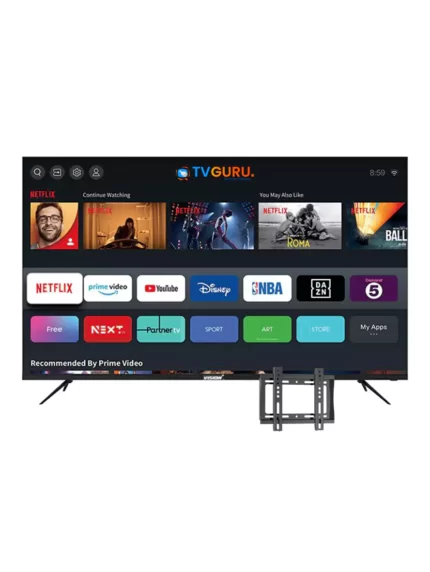 TVGURU.
8:59
NETFLIX
Continue Watching
You May Also Like
NETFLIX
NETFLIX
NETFLIX
ROMA
NETFLIX
BALL
NETFLIX
prime video
YouTube
Disney
NBA
DAZN
5
Free
NEXT
Partner tv
SPORT
ART
STORE
My Apps
Recommended By Prime Video